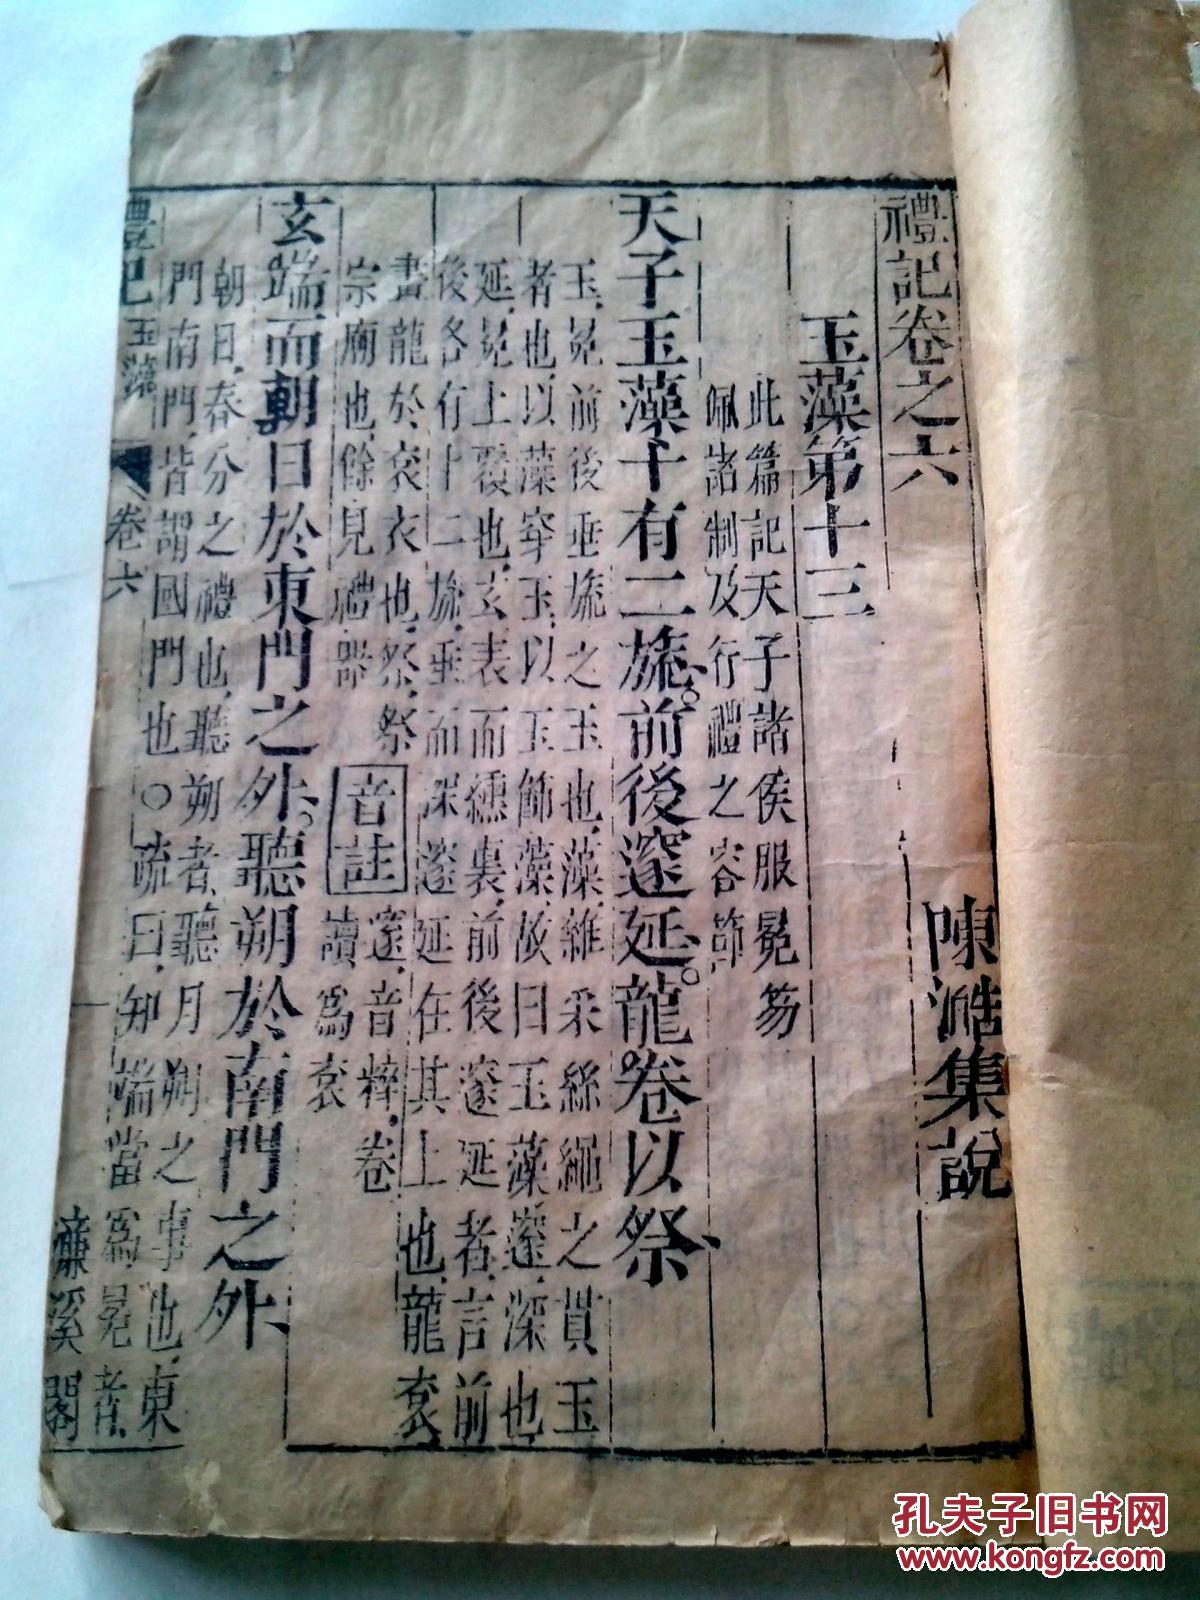 禮記卷之六
陳澔集說
玉藻第十三
此篇記天子諸侯服冕笏
佩諸制及行禮之容節
天子玉藻十有二旒前後邃延龍卷以祭
玉冕前後垂旒之玉也藻雜采絲繩之貫玉
者也以藻穿玉以玉飾藻故曰玉藻邃深也
延冕上覆也玄表而纁裏前後邃延者言前
後各有十二旒垂而深邃延在其上也龍袞
畫龍於袞衣也祭祭
宗廟也餘見禮器
音註
邃音粹卷
讀爲袞
玄端而朝日於東門之外聽朔於南門之外
朝日春分之禮也聽朔者聽月朔之事也東
門南門皆謂國門也○疏曰知端當爲冕者
禮記 玉藻 卷六 一 濂溪閣
孔夫子旧书网
www.kongfz.com